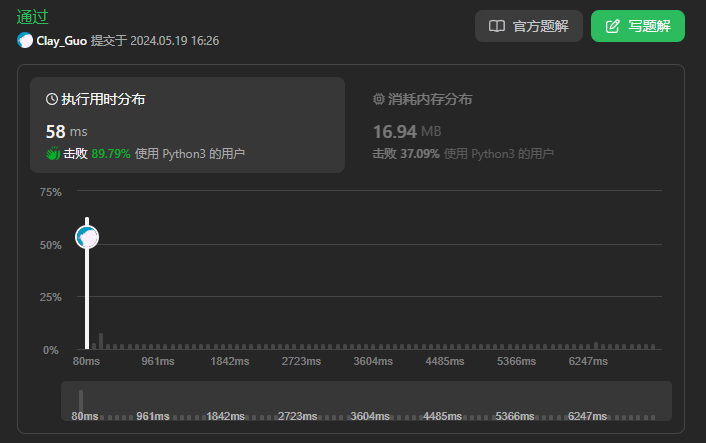 通过
Clay_Guo 提交于 2024.05.19 16:26
官方题解
写题解
执行用时分布
58 ms
击败 89.79% 使用 Python3 的用户
消耗内存分布
16.94 MB
击败 37.09% 使用 Python3 的用户
75%
50%
25%
0%
80ms 961ms 1842ms 2723ms 3604ms 4485ms 5366ms 6247ms
80ms 961ms 1842ms 2723ms 3604ms 4485ms 5366ms 6247ms